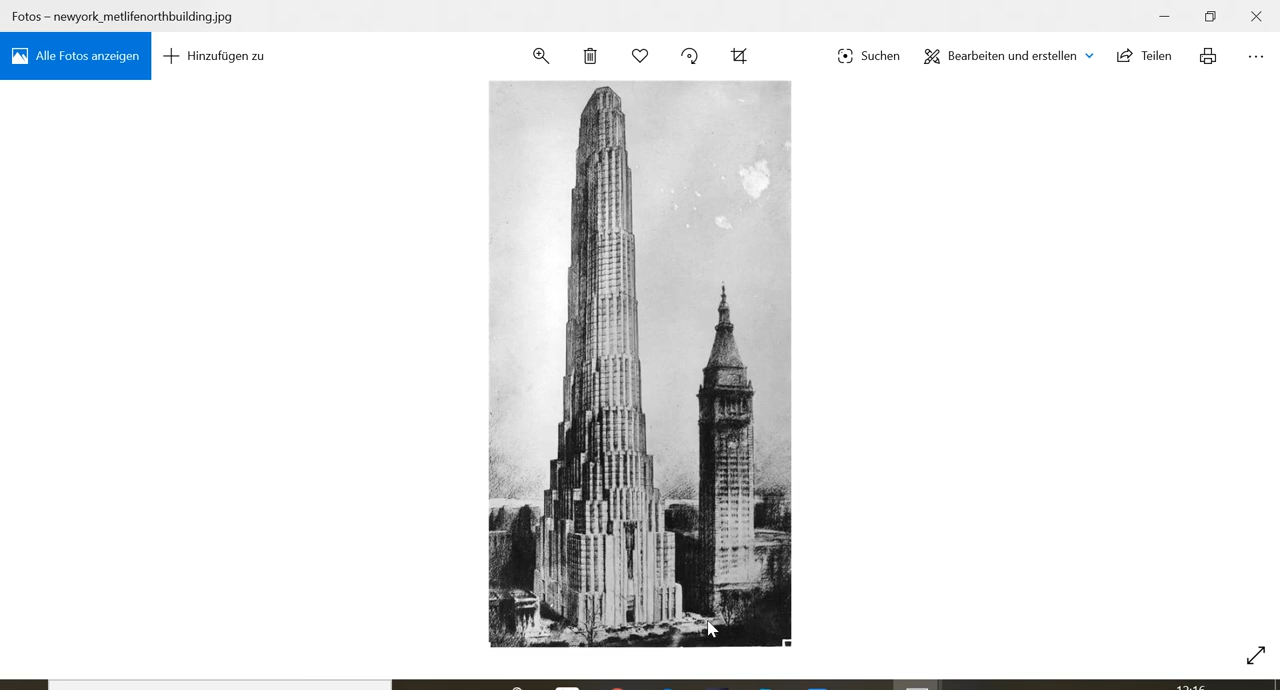 Fotos – newyork_metlifenorthbuilding.jpg
Alle Fotos anzeigen
Hinzufügen zu
Suchen
Bearbeiten und erstellen
Teilen